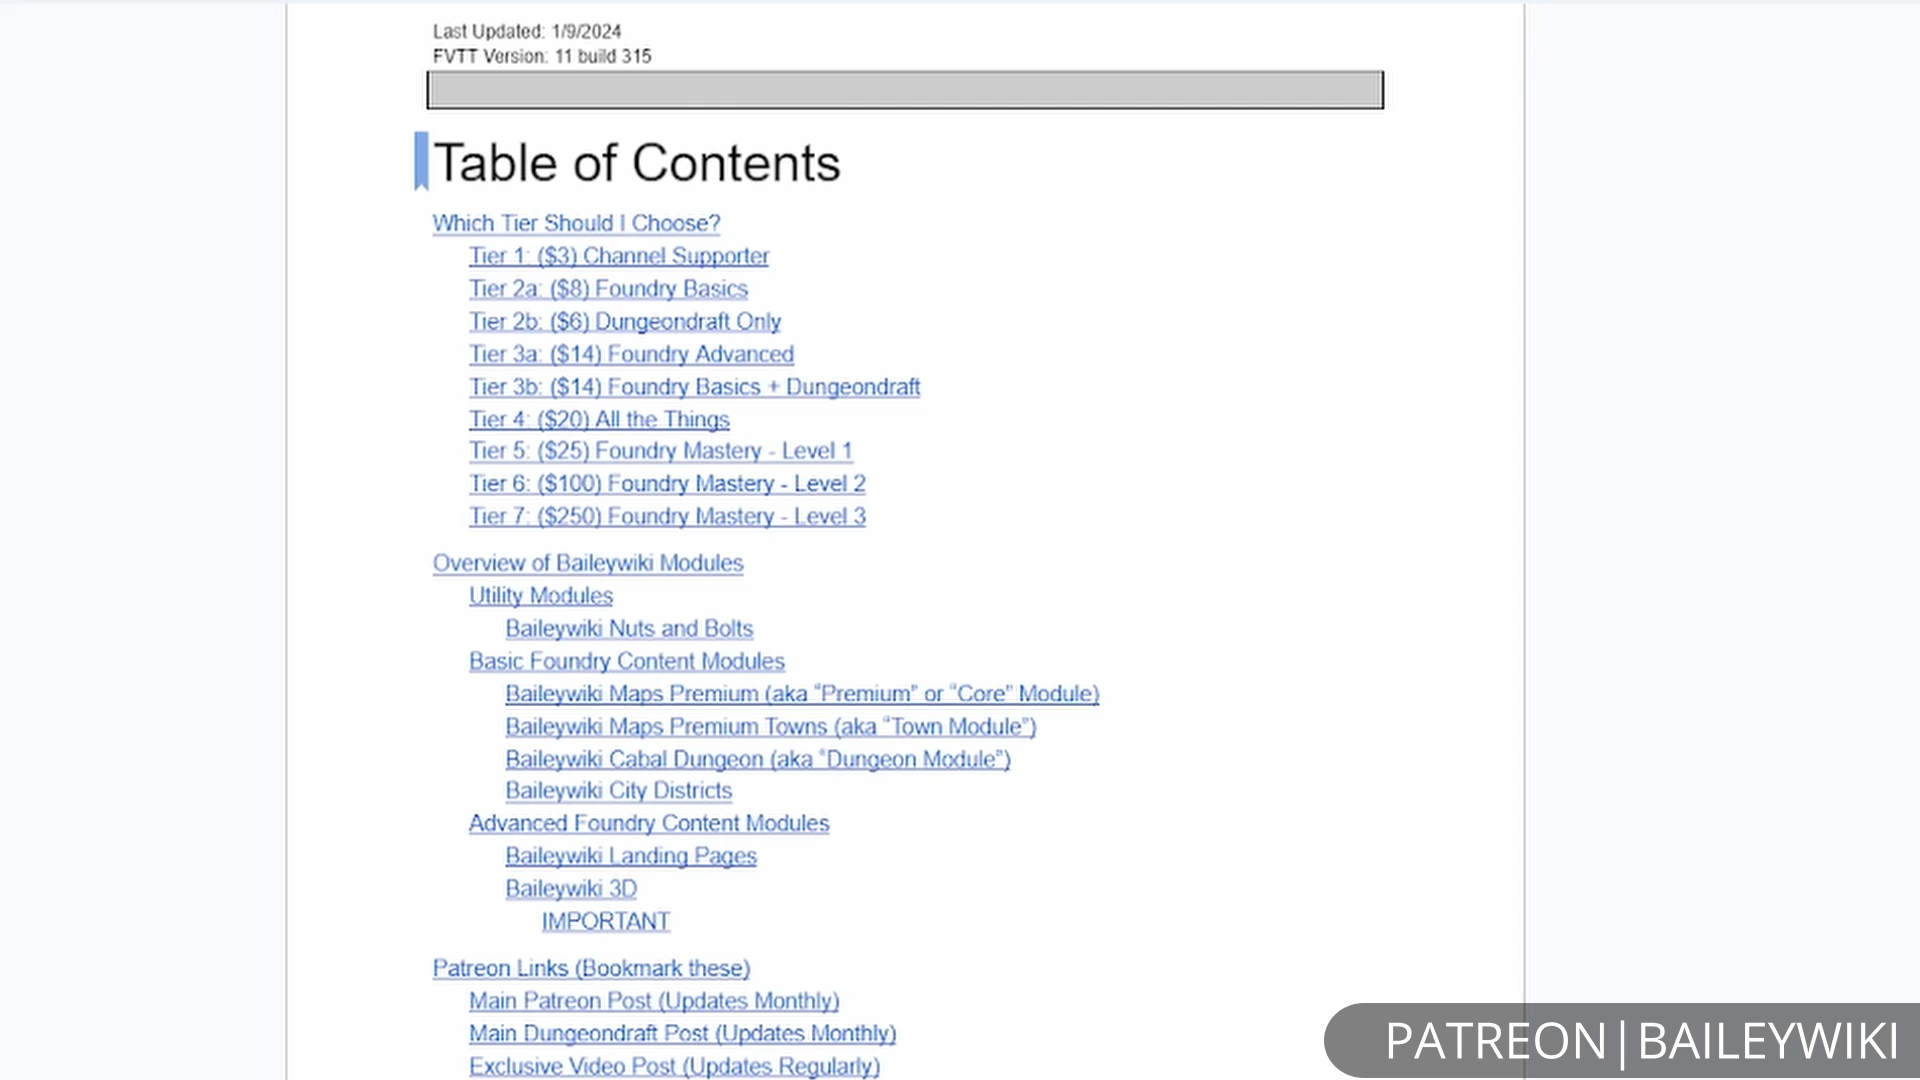 Last Updated: 1/9/2024
FVTT Version: 11 build 315
Table of Contents
Which Tier Should I Choose?
Tier 1: ($3) Channel Supporter
Tier 2a: ($8) Foundry Basics
Tier 2b: ($6) Dungeondraft Only
Tier 3a: ($14) Foundry Advanced
Tier 3b: ($14) Foundry Basics + Dungeondraft
Tier 4: ($20) All the Things
Tier 5: ($25) Foundry Mastery - Level 1
Tier 6: ($100) Foundry Mastery - Level 2
Tier 7: ($250) Foundry Mastery - Level 3
Overview of Baileywiki Modules
Utility Modules
Baileywiki Nuts and Bolts
Basic Foundry Content Modules
Baileywiki Maps Premium (aka “Premium” or “Core” Module)
Baileywiki Maps Premium Towns (aka “Town Module”)
Baileywiki Cabal Dungeon (aka “Dungeon Module”)
Baileywiki City Districts
Advanced Foundry Content Modules
Baileywiki Landing Pages
Baileywiki 3D
IMPORTANT
Patreon Links (Bookmark these)
Main Patreon Post (Updates Monthly)
Main Dungeondraft Post (Updates Monthly)
Exclusive Video Post (Updates Regularly)
PATREON|BAILEYWIKI